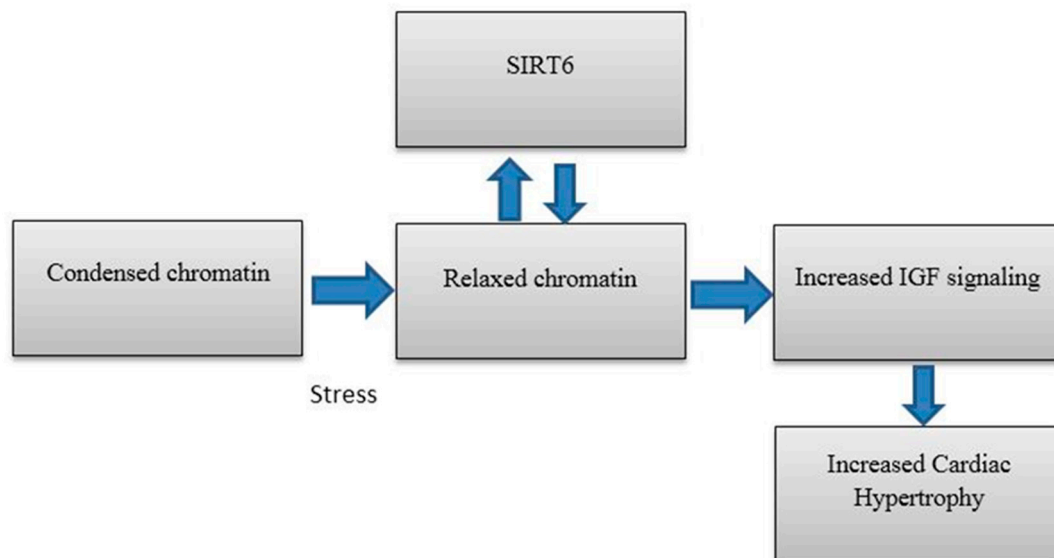 SIRT6
Condensed chromatin
Relaxed chromatin
Increased IGF signaling
Stress
Increased Cardiac
Hypertrophy